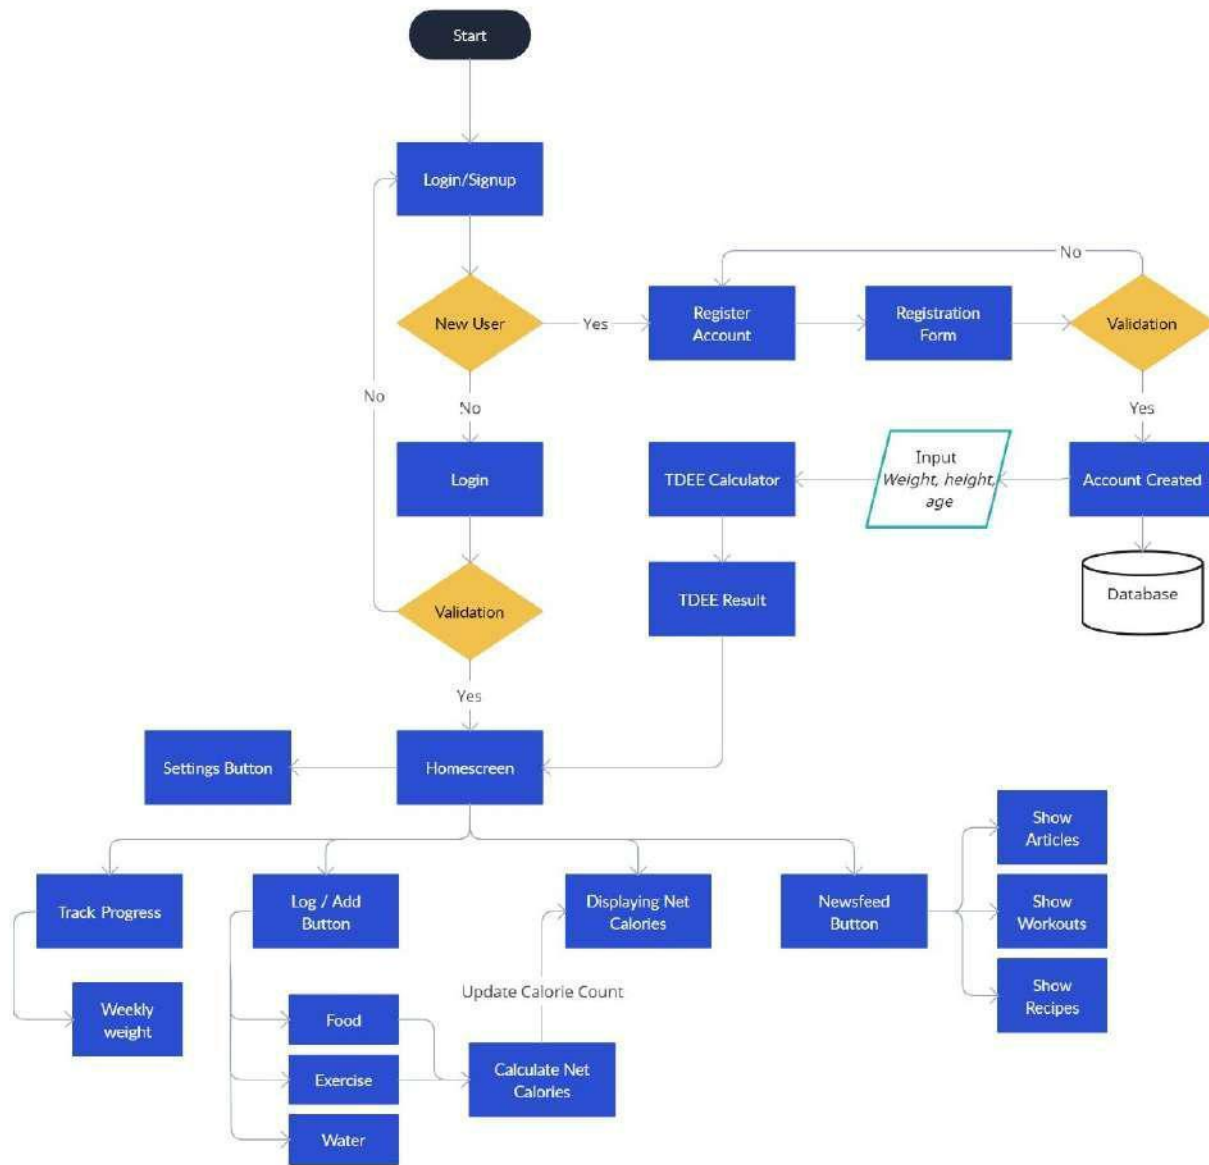 Start
Login/Signup
No
New User
Yes
Register
Account
Registration
Form
Validation
No
No
Yes
Login
TDEE Calculator
Input
Weight, height,
age
Account Created
Validation
TDEE Result
Database
Yes
Settings Button
Homescreen
Show
Articles
Track Progress
Log / Add
Button
Displaying Net
Calories
Newsfeed
Button
Show
Workouts
Update Calorie Count
Weekly
weight
Food
Show
Recipes
Exercise
Calculate Net
Calories
Water